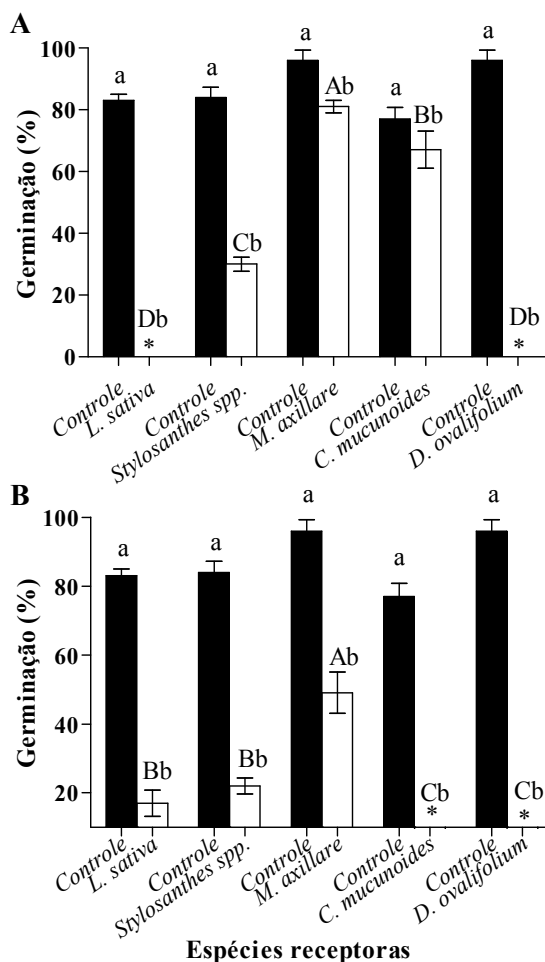 A
Germinação (%)
100
80
60
40
20
0
a
a
a
a
a
Db
*
Cb
Ab
Bb
Db
*
Controle
L. sativa
Controle
Stylosanthes spp.
Controle
M. axillare
Controle
C. mucunoides
Controle
D. ovalifolium
B
Germinação (%)
100
80
60
40
20
a
a
a
a
a
Bb
Bb
Ab
Cb
*
Cb
*
Controle
L. sativa
Controle
Stylosanthes spp.
Controle
M. axillare
Controle
C. mucunoides
Controle
D. ovalifolium
Espécies receptoras